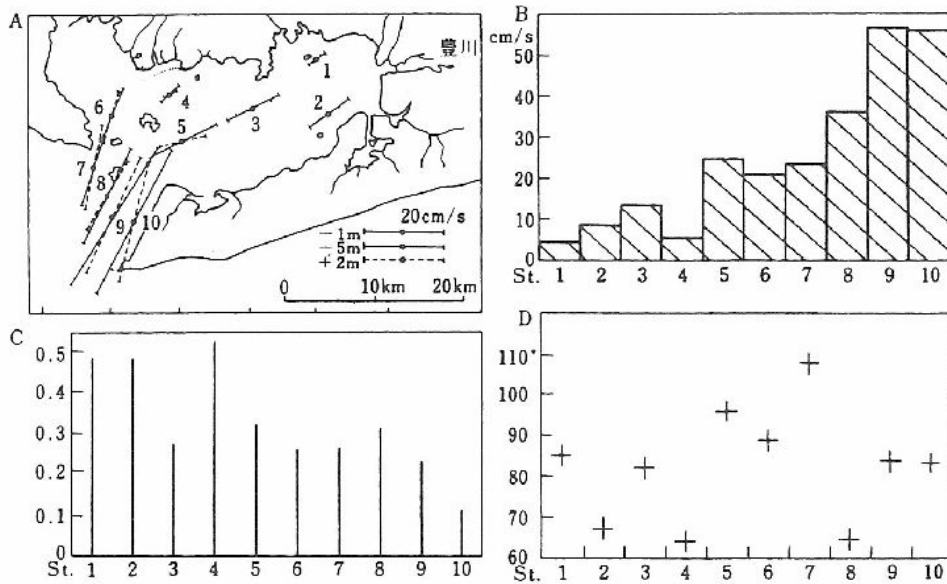 A
豊川
1
2
3
4
5
6
7
8
9
10
20cm/s
−1m
−5m
+2m
0 10km 20km
B
cm/s
50
40
30
20
10
0
St. 1 2 3 4 5 6 7 8 9 10
C
0.5
0.4
0.3
0.2
0.1
0
St. 1 2 3 4 5 6 7 8 9 10
D
110°
100
90
80
70
60
St. 1 2 3 4 5 6 7 8 9 10